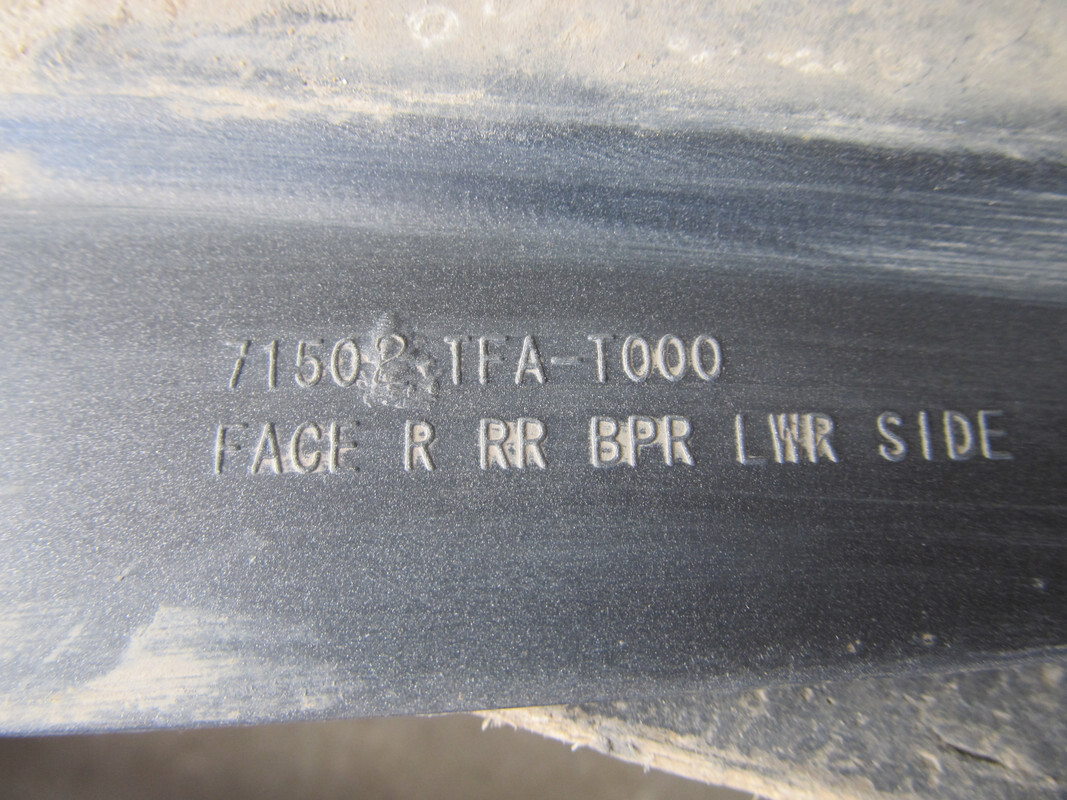 71502-TFA-T000
FACE R RR BPR LWR SIDE